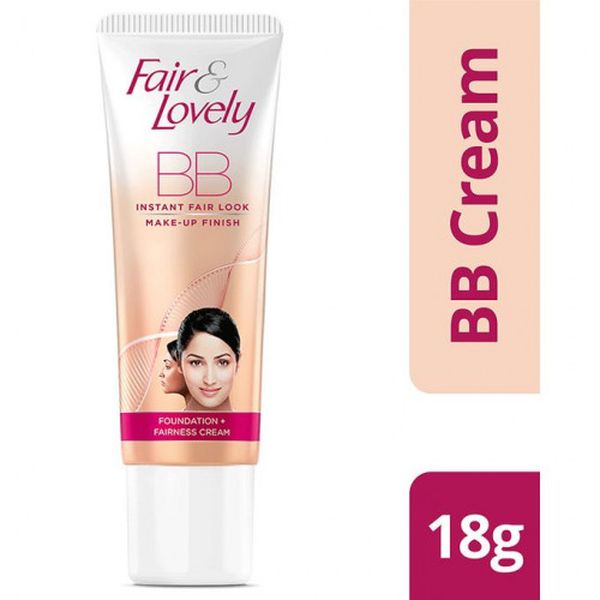 Fair &
Lovely
BB
INSTANT FAIR LOOK
MAKE-UP FINISH
FOUNDATION +
FAIRNESS CREAM
BB Cream
18g